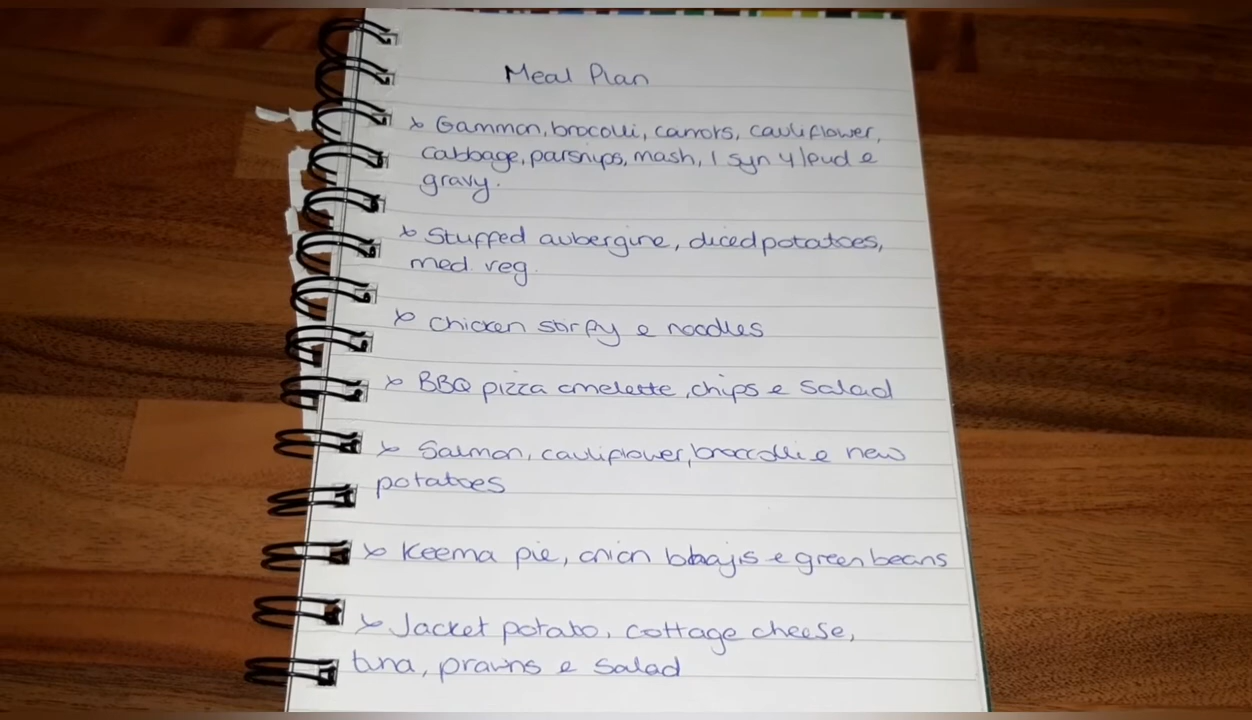 Meal Plan
x Gammon, brocolli, carrots, cauliflower,
cabbage, parsnips, mash, 1 syn y/pud e
gravy.
x Stuffed aubergine, diced potatoes,
med veg.
x Chicken stirfry e noodles
x BBQ pizza omelette, chips e Salad
x Salmon, cauliflower, broccolli e new
potatoes
x Keema pie, onion bhajis e green beans
x Jacket potato, cottage cheese,
tuna, prawns e Salad